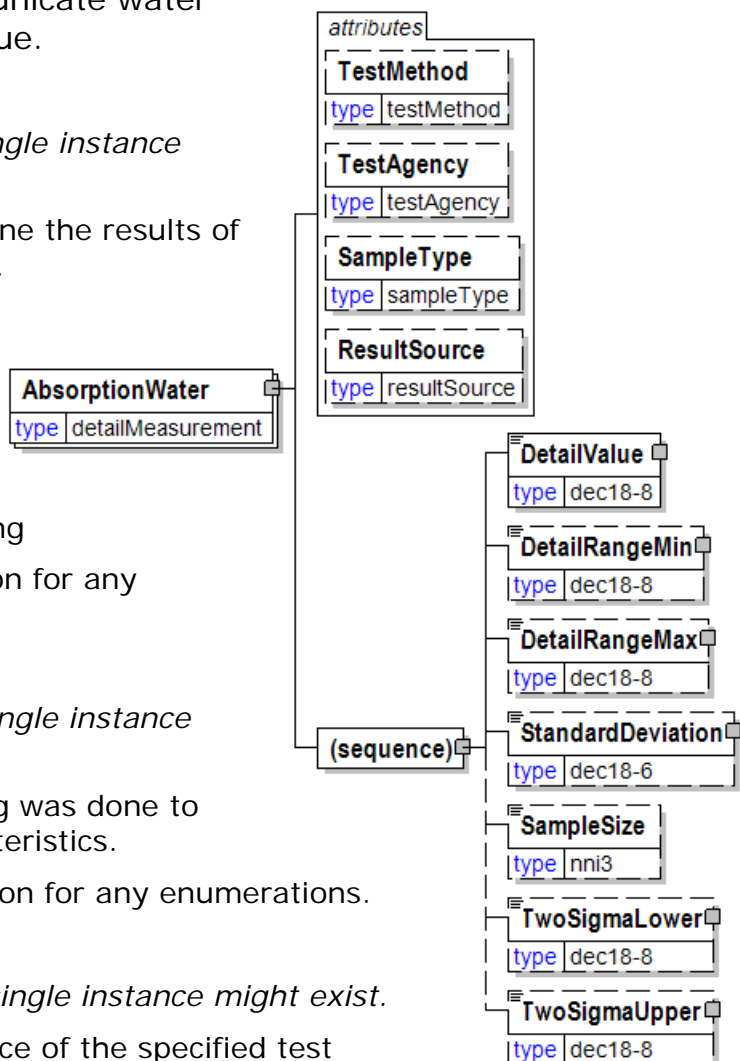 unicate water
ue.
ngle instance
ne the results of
AbsorptionWater
type detailMeasurement
ng
on for any
ngle instance
g was done to
teristics.
on for any enumerations.
single instance might exist.
ce of the specified test
attributes
TestMethod
type testMethod
TestAgency
type testAgency
SampleType
type sampleType
ResultSource
type resultSource
(sequence)
DetailValue
type dec18-8
DetailRangeMin
type dec18-8
DetailRangeMax
type dec18-8
StandardDeviation
type dec18-6
SampleSize
type nni3
TwoSigmaLower
type dec18-8
TwoSigmaUpper
type dec18-8